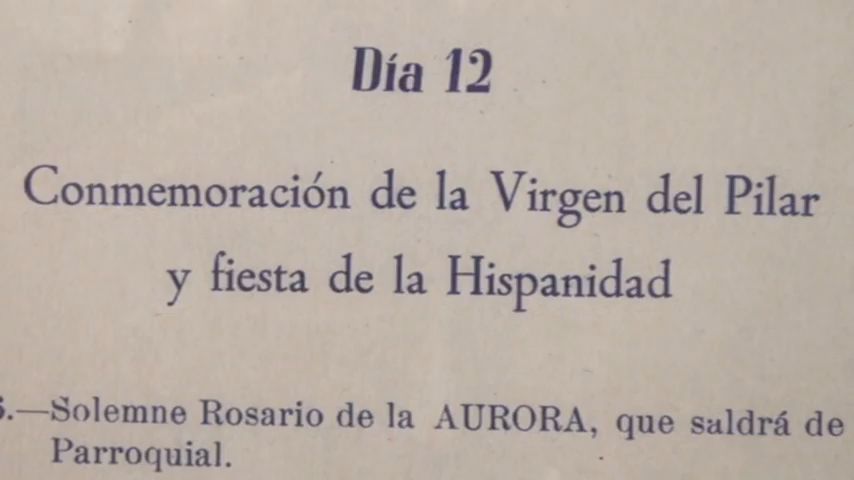 Día 12
Conmemoración de la Virgen del Pilar
y fiesta de la Hispanidad
.—Solemne Rosario de la AURORA, que saldrá de
Parroquial.